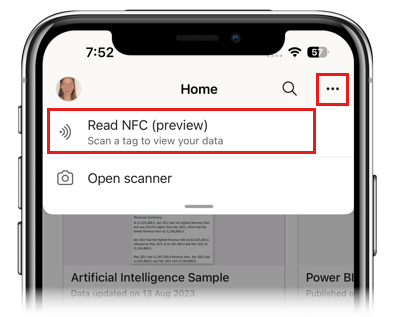 7:52
57
Home
Read NFC (preview)
Scan a tag to view your data
Open scanner
Artificial Intelligence Sample
Power BI
Data updated on 13 Aug 2023
Published o